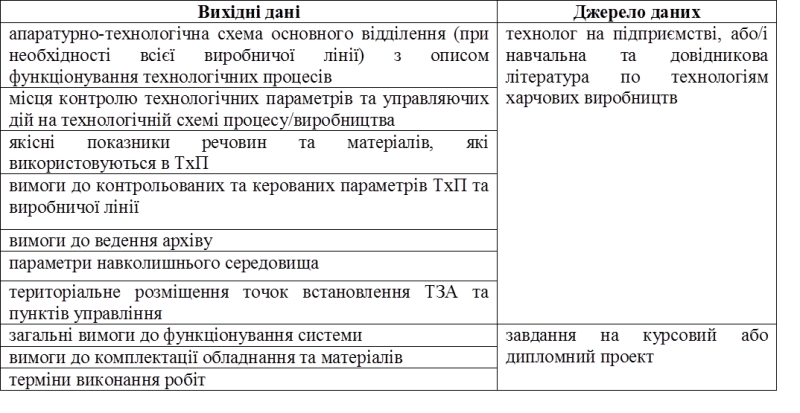 Вихідні дані
Джерело даних
апаратурно-технологічна схема основного відділення (при
необхідності всієї виробничої лінії) з описом
функціонування технологічних процесів
місця контролю технологічних параметрів та управляючих
дій на технологічній схемі процесу/виробництва
якісні показники речовин та матеріалів, які
використовуються в ТхП
вимоги до контрольованих та керованих параметрів ТхП та
виробничої лінії
вимоги до ведення архіву
параметри навколишнього середовища
територіальне розміщення точок встановлення ТЗА та
пунктів управління
технолог на підприємстві, або/і
навчальна та довідникова
література по технологіям
харчових виробництв
загальні вимоги до функціонування системи
вимоги до комплектації обладнання та матеріалів
терміни виконання робіт
завдання на курсовий або
дипломний проект